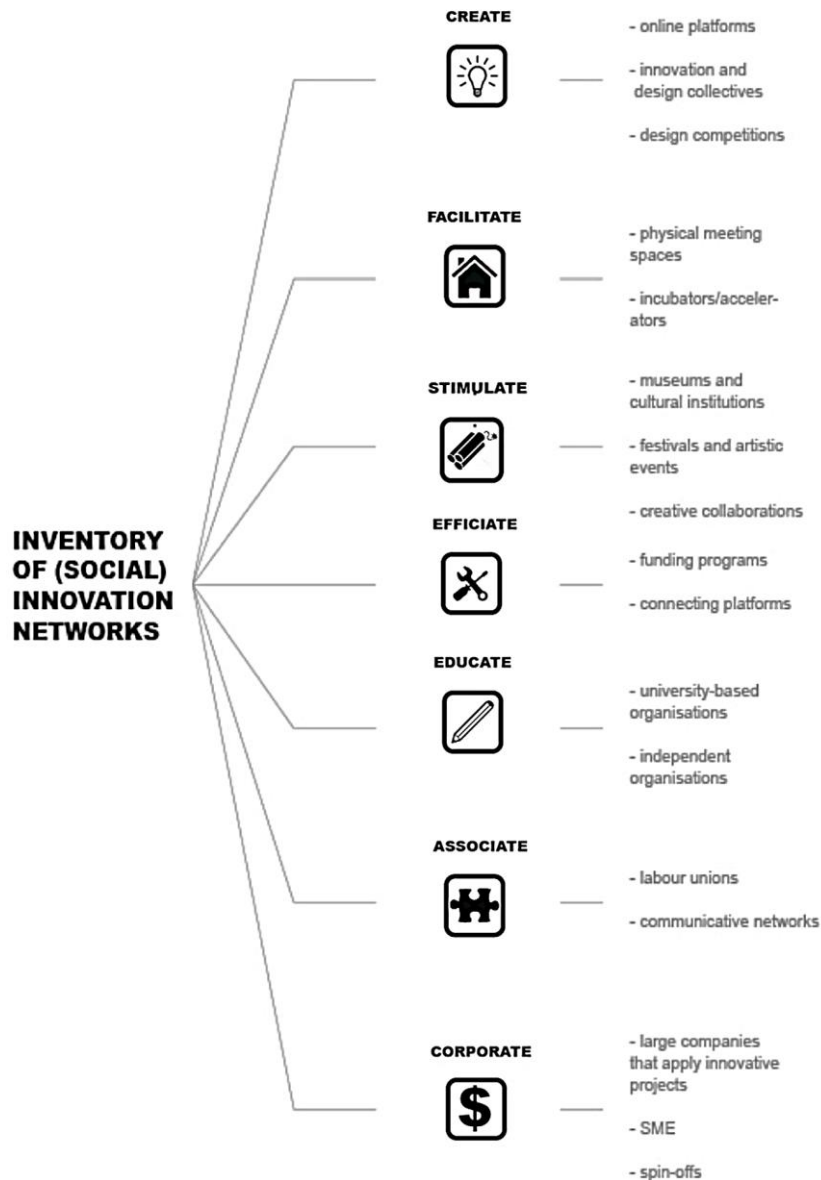 INVENTORY
OF (SOCIAL)
INNOVATION
NETWORKS
CREATE
- online platforms
- innovation and
design collectives
- design competitions
FACILITATE
- physical meeting
spaces
- incubators/acceler-
ators
STIMULATE
- museums and
cultural institutions
- festivals and artistic
events
- creative collaborations
EFFICIATE
- funding programs
- connecting platforms
EDUCATE
- university-based
organisations
- independent
organisations
ASSOCIATE
- labour unions
- communicative networks
CORPORATE
$
- large companies
that apply innovative
projects
- SME
- spin-offs